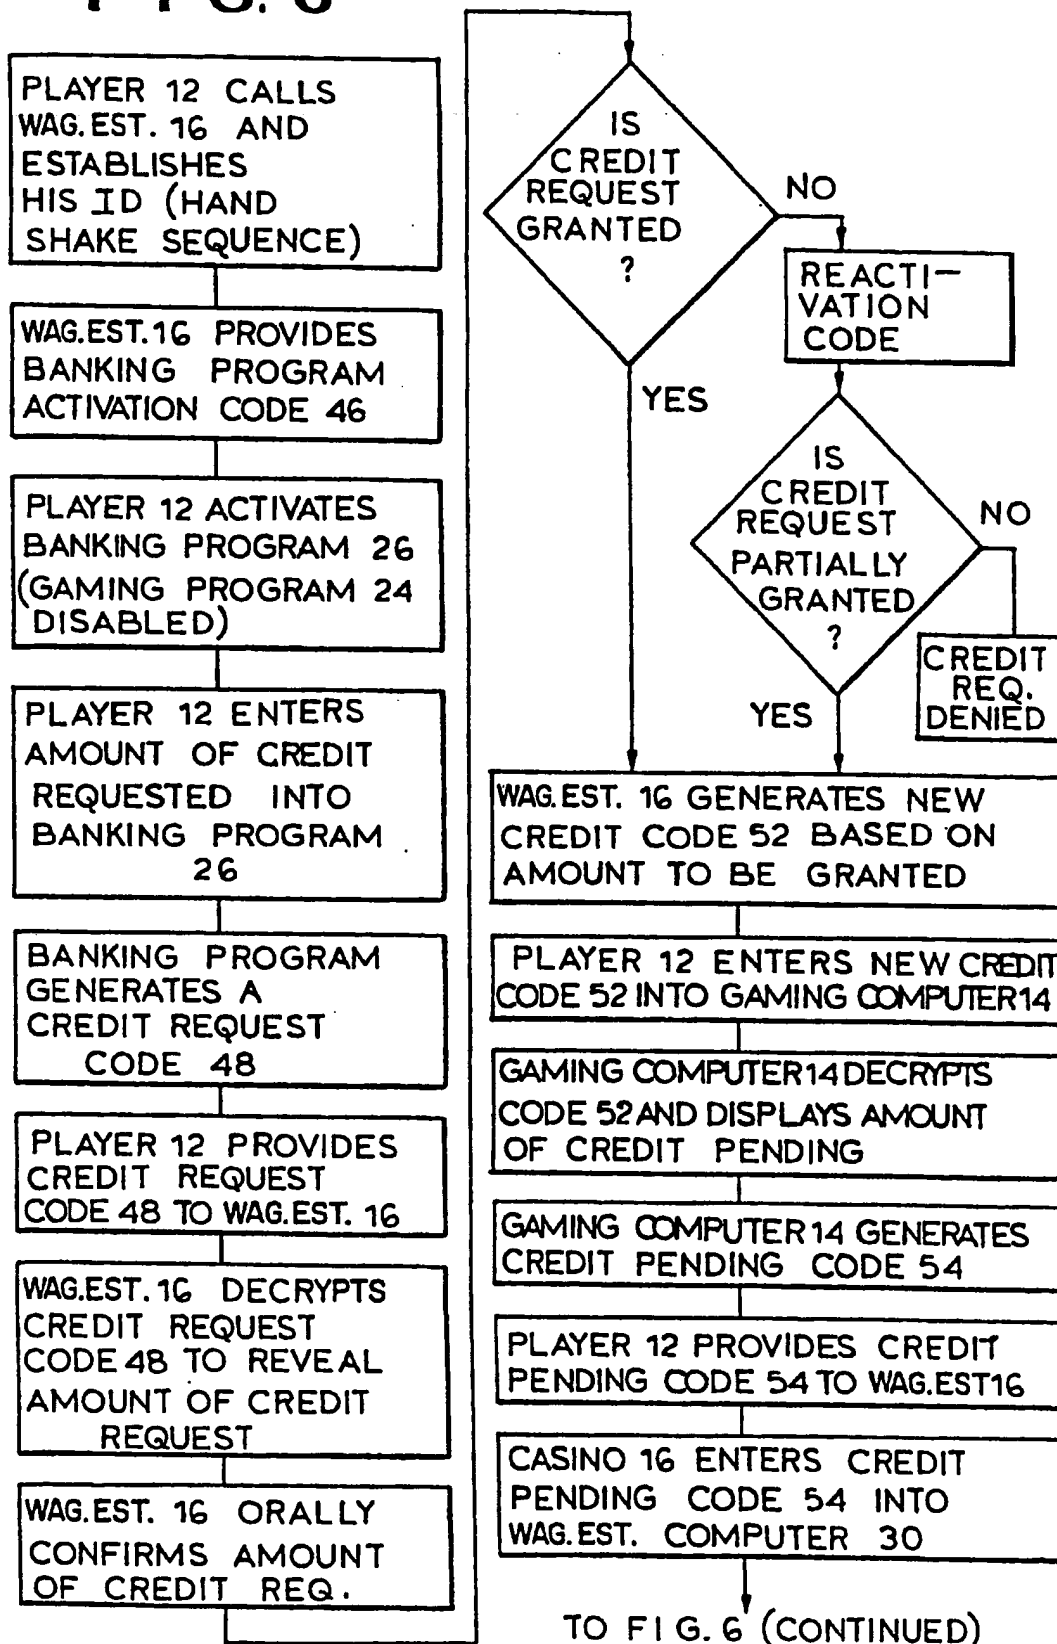 FIG. 6
PLAYER 12 CALLS
WAG.EST. 16 AND
ESTABLISHES
HIS ID (HAND
SHAKE SEQUENCE)
WAG.EST.16 PROVIDES
BANKING PROGRAM
ACTIVATION CODE 46
PLAYER 12 ACTIVATES
BANKING PROGRAM 26
(GAMING PROGRAM 24
DISABLED)
PLAYER 12 ENTERS
AMOUNT OF CREDIT
REQUESTED INTO
BANKING PROGRAM
26
BANKING PROGRAM
GENERATES A
CREDIT REQUEST
CODE 48
PLAYER 12 PROVIDES
CREDIT REQUEST
CODE 48 TO WAG.EST. 16
WAG.EST. 16 DECRYPTS
CREDIT REQUEST
CODE 48 TO REVEAL
AMOUNT OF CREDIT
REQUEST
WAG.EST. 16 ORALLY
CONFIRMS AMOUNT
OF CREDIT REQ.
IS
CREDIT
REQUEST
GRANTED
?
NO
REACTI-
VATION
CODE
YES
IS
CREDIT
REQUEST
PARTIALLY
GRANTED
?
NO
CREDIT
REQ.
DENIED
YES
WAG.EST. 16 GENERATES NEW
CREDIT CODE 52 BASED ON
AMOUNT TO BE GRANTED
PLAYER 12 ENTERS NEW CREDIT
CODE 52 INTO GAMING COMPUTER 14
GAMING COMPUTER 14 DECRYPTS
CODE 52 AND DISPLAYS AMOUNT
OF CREDIT PENDING
GAMING COMPUTER 14 GENERATES
CREDIT PENDING CODE 54
PLAYER 12 PROVIDES CREDIT
PENDING CODE 54 TO WAG.EST16
CASINO 16 ENTERS CREDIT
PENDING CODE 54 INTO
WAG.EST. COMPUTER 30
TO FIG. 6 (CONTINUED)